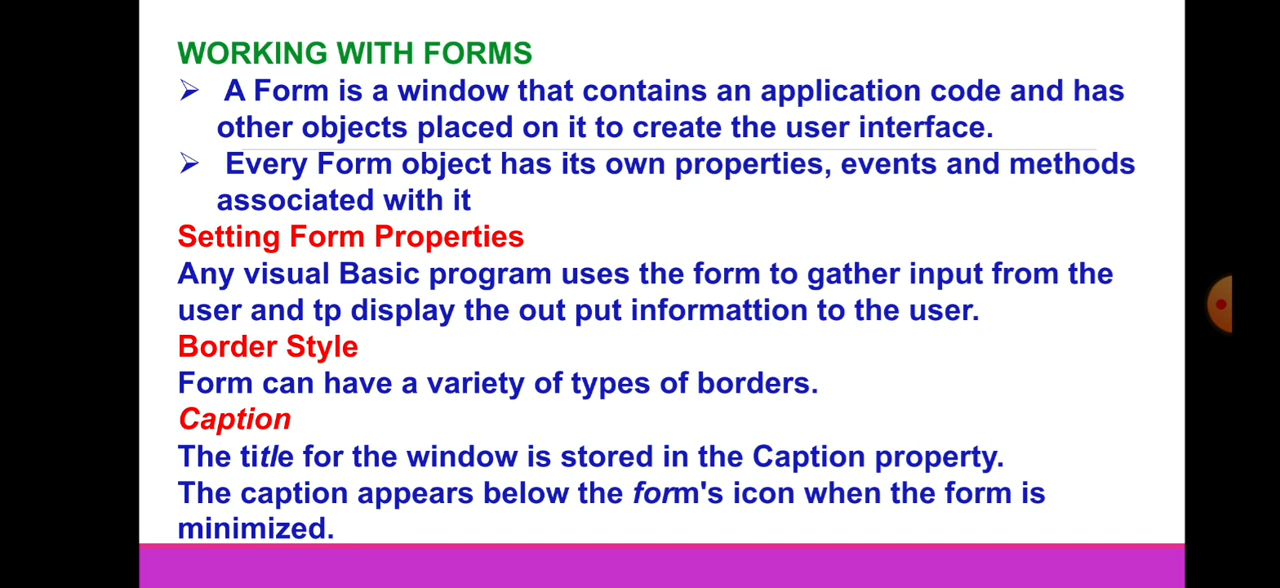 WORKING WITH FORMS
➢ A Form is a window that contains an application code and has
other objects placed on it to create the user interface.
➢ Every Form object has its own properties, events and methods
associated with it
Setting Form Properties
Any visual Basic program uses the form to gather input from the
user and tp display the out put informattion to the user.
Border Style
Form can have a variety of types of borders.
Caption
The title for the window is stored in the Caption property.
The caption appears below the form's icon when the form is
minimized.